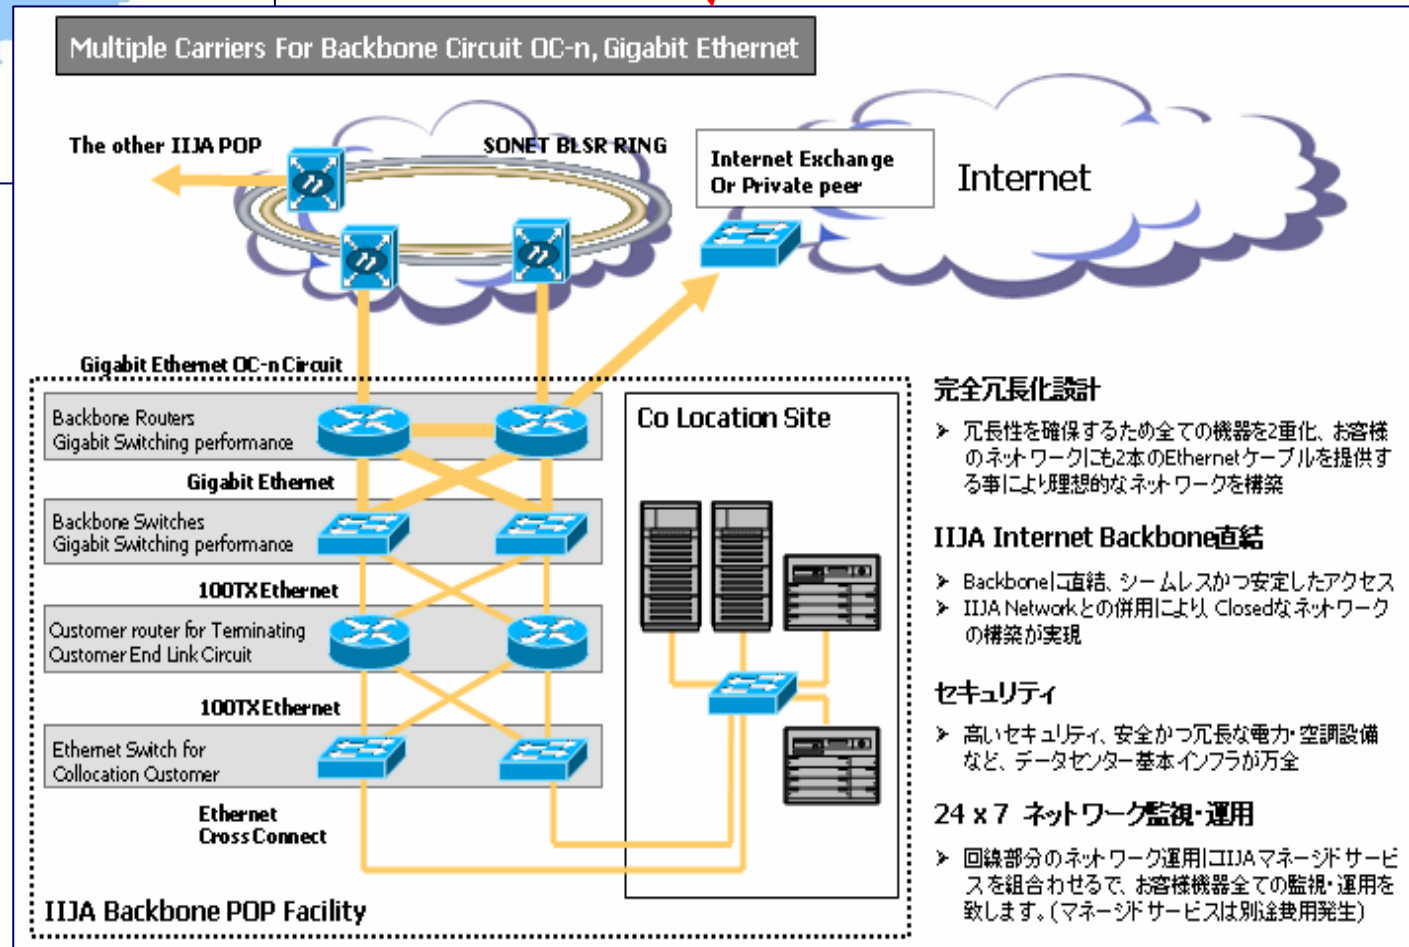 Multiple Carriers For Backbone Circuit OC-n, Gigabit Ethernet
The other IIJA POP
SONET BLSR RING
Internet Exchange
Or Private peer
Internet
Gigabit Ethernet OC-n Circuit
Backbone Routers
Gigabit Switching performance
Gigabit Ethernet
Backbone Switches
Gigabit Switching performance
100TX Ethernet
Customer router for Terminating
Customer End Link Circuit
100TX Ethernet
Ethernet Switch for
Collocation Customer
Ethernet
Cross Connect
IIJA Backbone POP Facility
Co Location Site
完全冗長化設計
➤ 冗長性を確保するため全ての機器を2重化、お客様
のネットワークにも2本のEthernetケーブルを提供す
る事により理想的なネットワークを構築
IIJA Internet Backbone直結
➤ Backboneに直結、シームレスかつ安定したアクセス
➤ IIJA Networkとの併用により、Closedなネットワーク
の構築が実現
セキュリティ
➤ 高いセキュリティ、安全かつ冗長な電力・空調設備
など、データセンター基本インフラが万全
24 x 7 ネットワーク監視・運用
➤ 回線部分のネットワーク運用にIIJAマネージドサービ
スを組合わせるで、お客様機器全ての監視・運用を
致します。(マネージドサービスは別途費用発生)